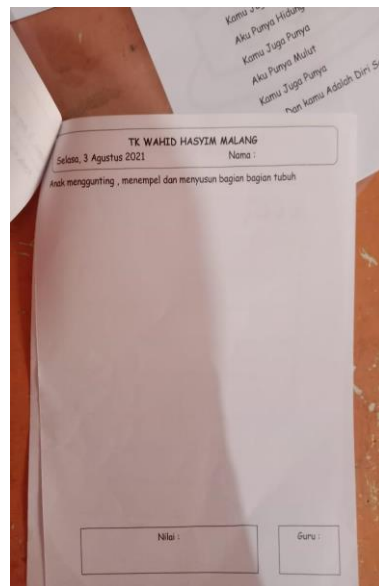 Kamu Ju
Aku Punya Hidung
Kamu Juga Punya
Aku Punya Mulut
Kamu Juga Punya
Dan kamu Adalah Diri S
TK WAHID HASYIM MALANG
Selasa, 3 Agustus 2021 Nama :
Anak menggunting , menempel dan menyusun bagian bagian tubuh
Nilai : Guru :